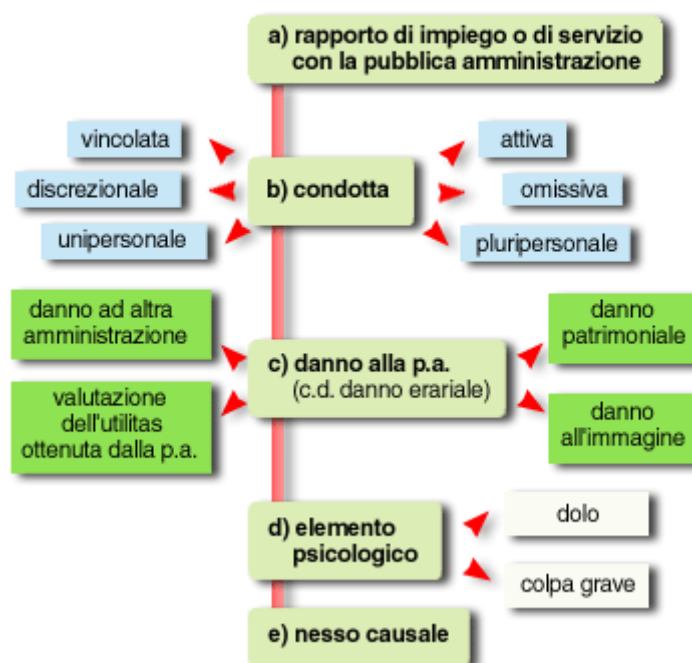 a) rapporto di impiego o di servizio
con la pubblica amministrazione
vincolata
attiva
b) condotta
discrezionale
omissiva
unipersonale
pluripersonale
danno ad altra
amministrazione
danno
patrimoniale
c) danno alla p.a.
(c.d. danno erariale)
valutazione
dell'utilitas
ottenuta dalla p.a.
danno
all'immagine
d) elemento
psicologico
dolo
colpa grave
e) nesso causale